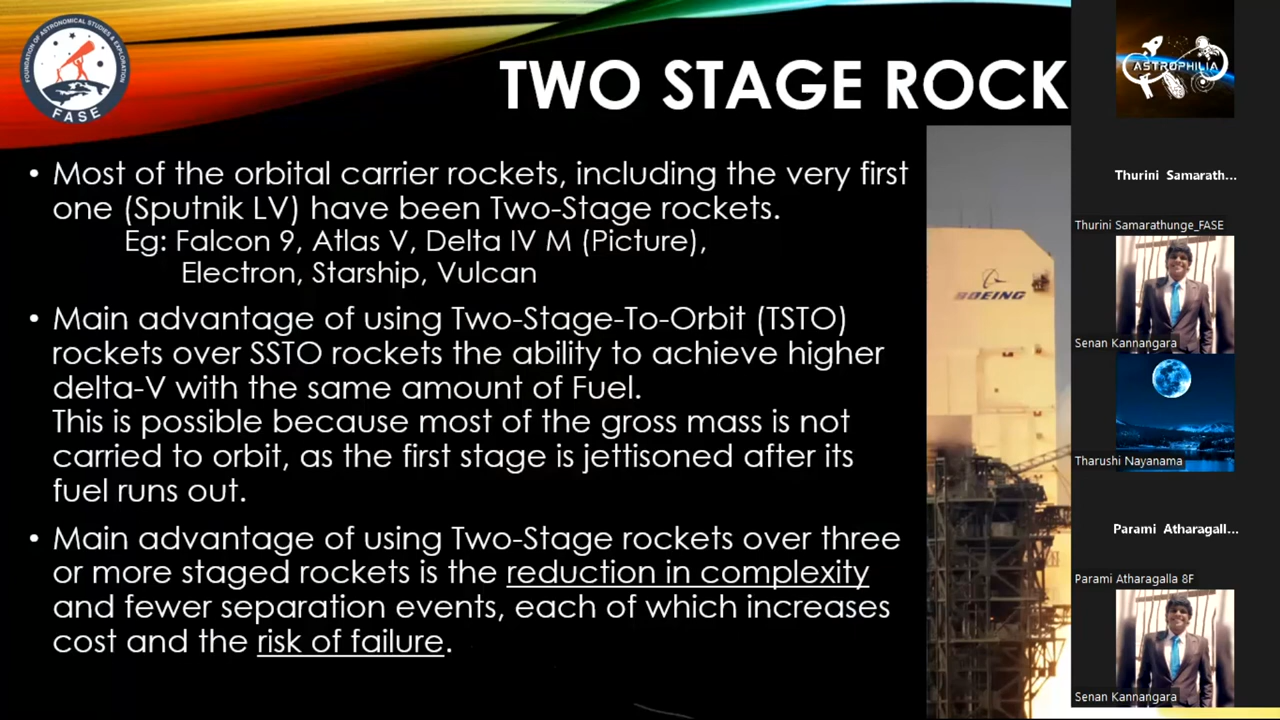 FOUNDATION OF ASTRONOMICAL STUDIES & EXPLORATION
FASE
TWO STAGE ROCK
• Most of the orbital carrier rockets, including the very first
one (Sputnik LV) have been Two-Stage rockets.
Eg: Falcon 9, Atlas V, Delta IV M (Picture),
Electron, Starship, Vulcan
• Main advantage of using Two-Stage-To-Orbit (TSTO)
rockets over SSTO rockets the ability to achieve higher
delta-V with the same amount of Fuel.
This is possible because most of the gross mass is not
carried to orbit, as the first stage is jettisoned after its
fuel runs out.
• Main advantage of using Two-Stage rockets over three
or more staged rockets is the reduction in complexity
and fewer separation events, each of which increases
cost and the risk of failure.
BOEING
ASTROPHILIA
Thurini Samarath...
Thurini Samarathunge_FASE
Senan Kannangara
Tharushi Nayanama
Parami Atharagall...
Parami Atharagalla 8F
Senan Kannangara